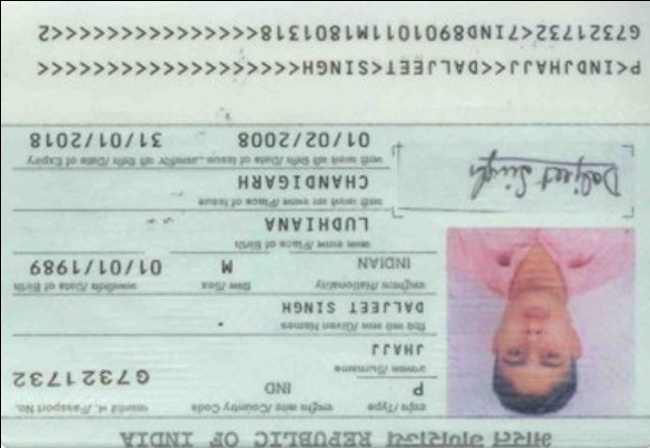 भारत गणराज्य REPUBLIC OF INDIA
टाईप/Type राष्ट्र कोड /Country Code पासपोर्ट नं. /Passport No.
P IND G7321732
उपनाम/Surname
JHAJJ
दिया गया नाम /Given Names
DALJEET SINGH
राष्ट्रीयता /Nationality लिंग /Sex जन्मतिथि /Date of Birth
INDIAN M 01/01/1989
जन्म स्थान /Place of Birth
LUDHIANA
जारी करने का स्थान /Place of Issue
CHANDIGARH
जारी करने की तिथि /Date of Issue समाप्ति की तिथि /Date of Expiry
01/02/2008 31/01/2018
Daljeet Singh
P<INDJHAJJ<<DALJEET<SINGH<<<<<<<<<<<<<<<<<<<
G7321732<7IND8901011M1801318<<<<<<<<<<<<<<<2